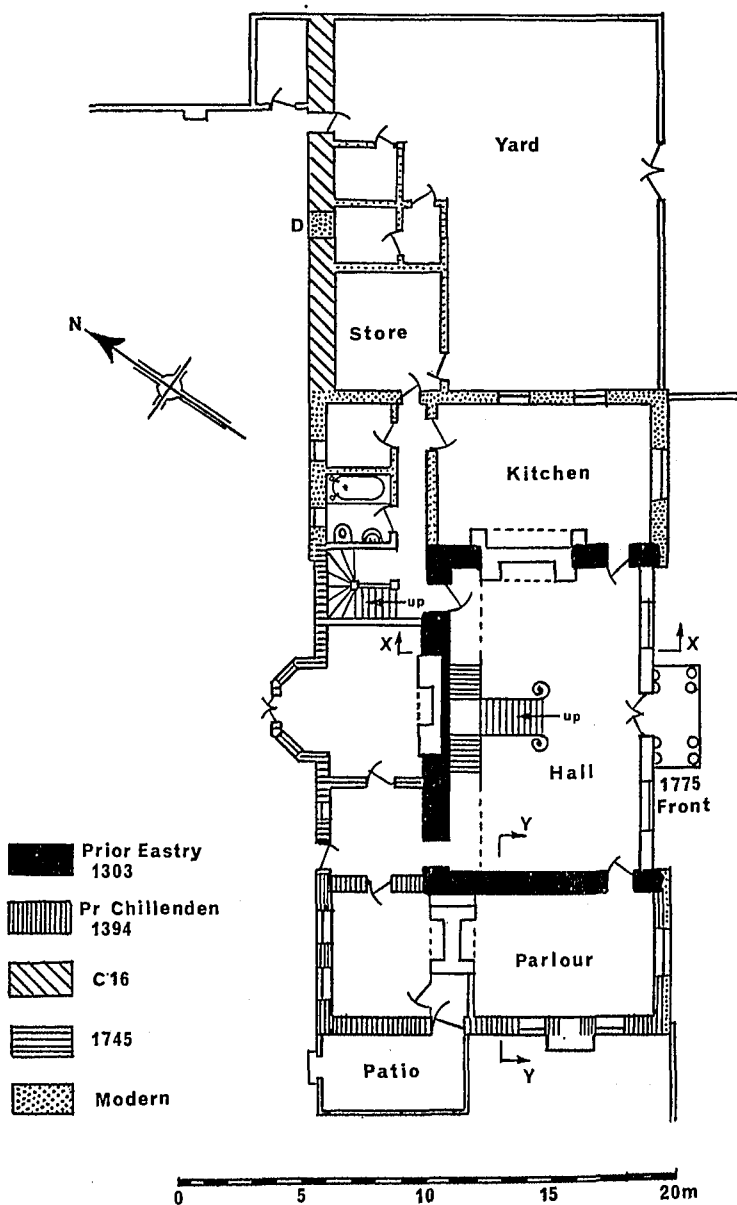 Yard
D
Store
N
Kitchen
up
X
X
up
Hall
1775
Front
Y
Prior Eastry
1303
Pr Chillenden
1394
C'16
1745
Modern
Parlour
Y
Patio
0 5 10 15 20m